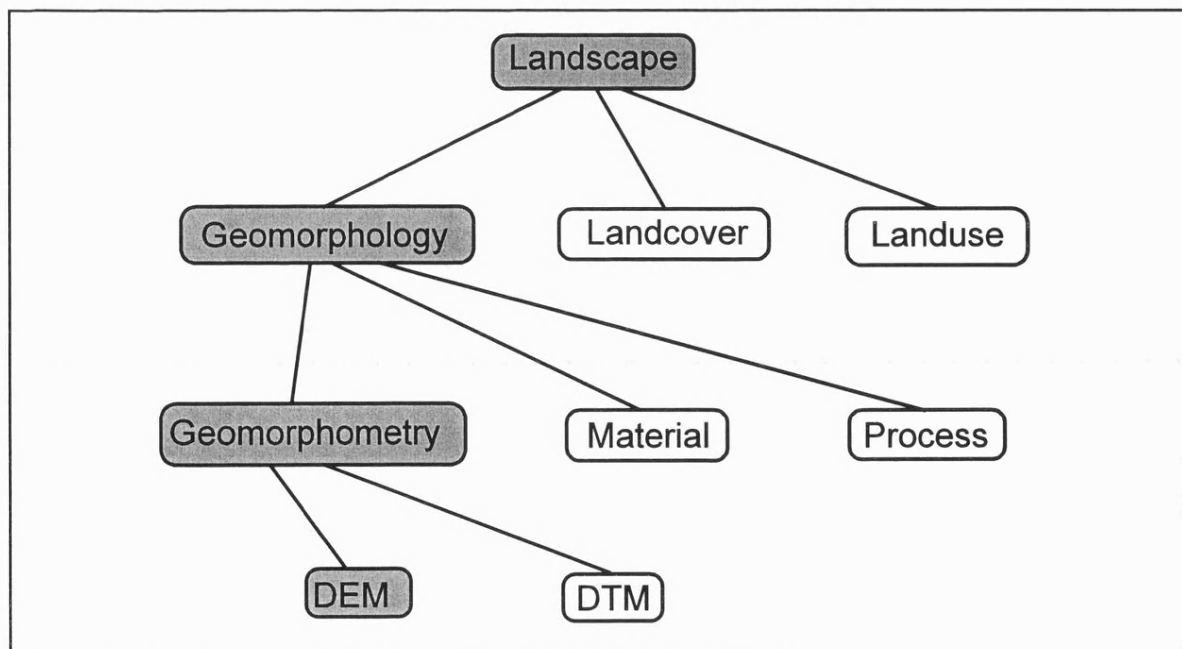 Landscape
Geomorphology
Landcover
Landuse
Geomorphometry
Material
Process
DEM
DTM